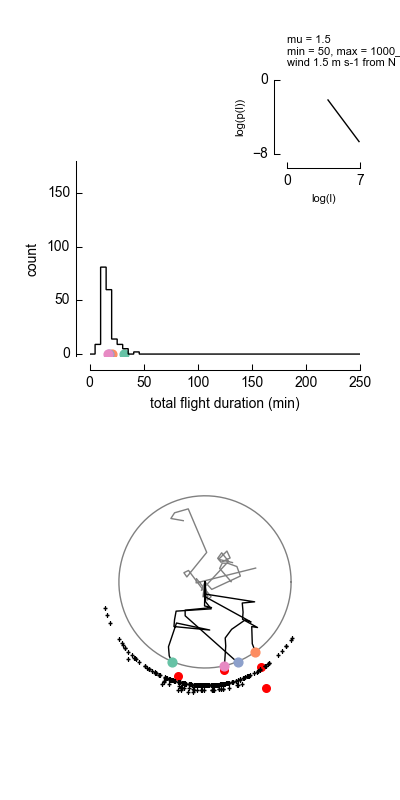 mu = 1.5
min = 50, max = 1000_
wind 1.5 m s-1 from N
0
log(p(l))
−8
0
7
log(l)
150
100
count
50
0
0
50
100
150
200
250
total flight duration (min)